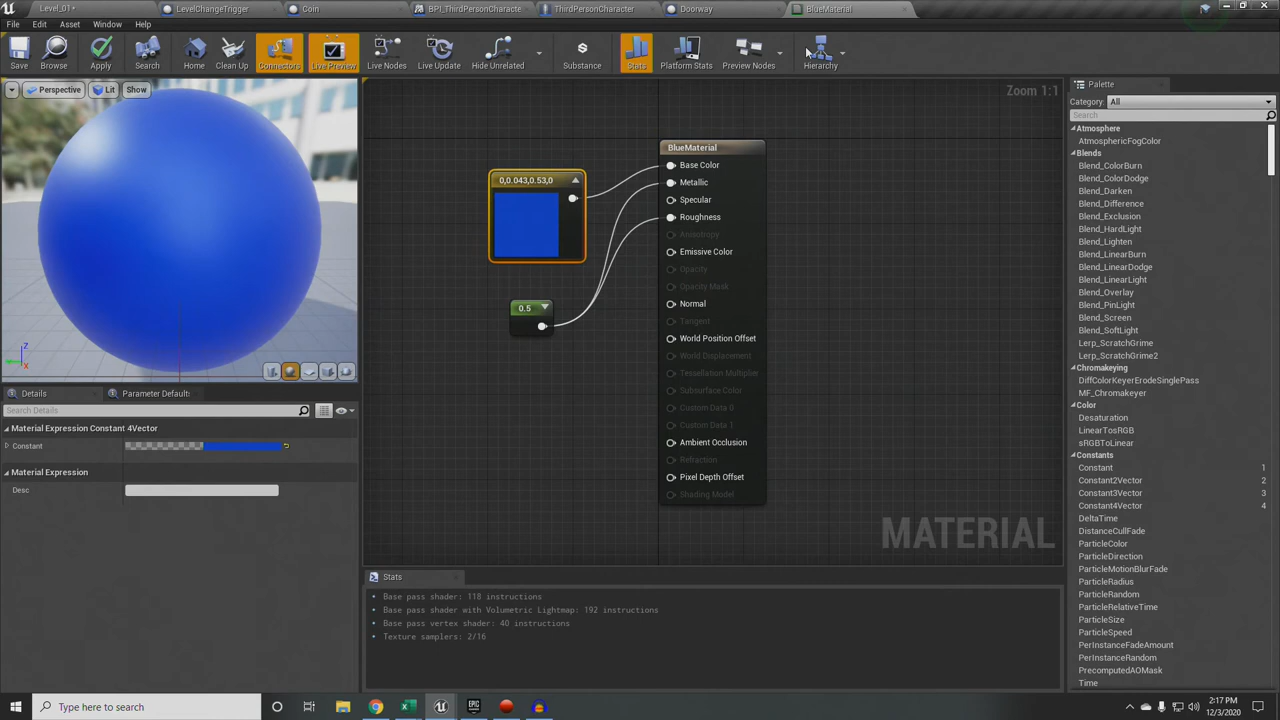 Level_01*
LevelChangeTrigger
Coin
BPI_ThirdPersonCharacte
ThirdPersonCharacter
Doorway
BlueMaterial
File
Edit
Asset
Window
Help
Save
Browse
Apply
Search
Home
Clean Up
Connectors
Live Preview
Live Nodes
Live Update
Hide Unrelated
Substance
Stats
Platform Stats
Preview Nodes
Hierarchy
Perspective
Lit
Show
Zoom 1:1
BlueMaterial
Base Color
Metallic
Specular
Roughness
Anisotropy
Emissive Color
Opacity
Opacity Mask
Normal
Tangent
World Position Offset
World Displacement
Tessellation Multiplier
Subsurface Color
Custom Data 0
Custom Data 1
Ambient Occlusion
Refraction
Pixel Depth Offset
Shading Model
0,0.043,0.53,0
0.5
MATERIAL
Z
X
Details
Parameter Default:
Search Details
Material Expression Constant 4Vector
Constant
Material Expression
Desc
Stats
Base pass shader: 118 instructions
Base pass shader with Volumetric Lightmap: 192 instructions
Base pass vertex shader: 40 instructions
Texture samplers: 2/16
Palette
Category: All
Search
Atmosphere
AtmosphericFogColor
Blends
Blend_ColorBurn
Blend_ColorDodge
Blend_Darken
Blend_Difference
Blend_Exclusion
Blend_HardLight
Blend_Lighten
Blend_LinearBurn
Blend_LinearDodge
Blend_LinearLight
Blend_Overlay
Blend_PinLight
Blend_Screen
Blend_SoftLight
Lerp_ScratchGrime
Lerp_ScratchGrime2
Chromakeying
DiffColorKeyerErodeSinglePass
MF_Chromakeyer
Color
Desaturation
LinearTosRGB
sRGBToLinear
Constants
Constant 1
Constant2Vector 2
Constant3Vector 3
Constant4Vector 4
DeltaTime
DistanceCullFade
ParticleColor
ParticleDirection
ParticleMotionBlurFade
ParticleRadius
ParticleRandom
ParticleRelativeTime
ParticleSize
ParticleSpeed
PerInstanceFadeAmount
PerInstanceRandom
PrecomputedAOMask
Time
Type here to search
EPIC
2:17 PM
12/3/2020